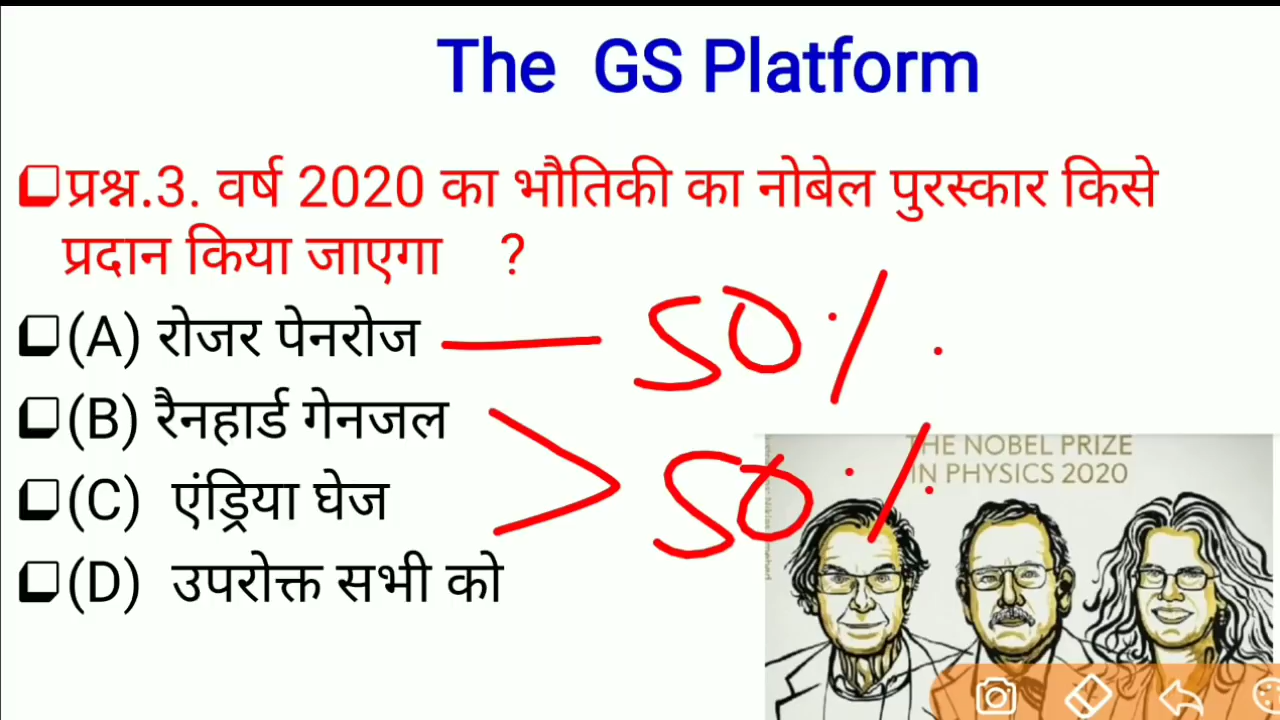 The GS Platform
प्रश्न.3. वर्ष 2020 का भौतिकी का नोबेल पुरस्कार किसे
प्रदान किया जाएगा ?
(A) रोजर पेनरोज
50%
(B) रैनहार्ड गेनजल
(C) एंड्रिया घेज
50%
(D) उपरोक्त सभी को
THE NOBEL PRIZE
IN PHYSICS 2020